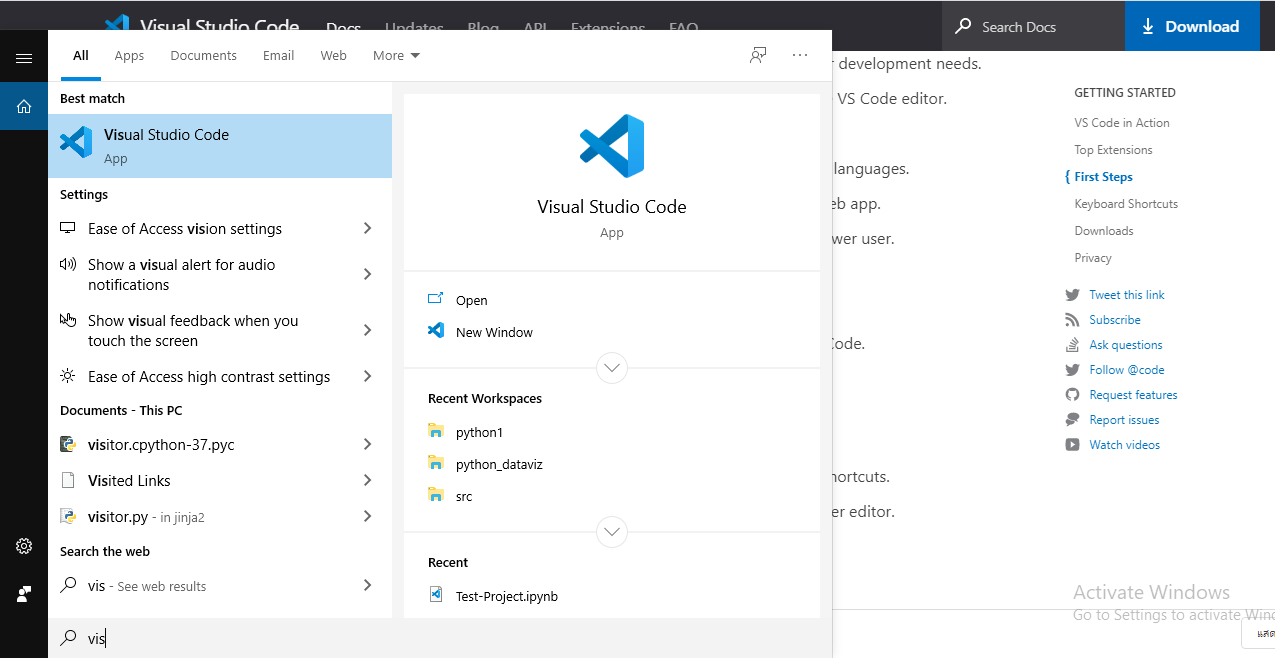 Visual Studio Code Docs Updates Blog API Extensions FAQ Search Docs Download
All Apps Documents Email Web More
Best match
Visual Studio Code
App
Settings
Ease of Access vision settings
Show a visual alert for audio
notifications
Show visual feedback when you
touch the screen
Ease of Access high contrast settings
Documents - This PC
visitor.cpython-37.pyc
Visited Links
visitor.py - in jinja2
Search the web
vis - See web results
vis
Visual Studio Code
App
Open
New Window
Recent Workspaces
python1
python_dataviz
src
Recent
Test-Project.ipynb
development needs.
VS Code editor.
languages.
eb app.
wer user.
Code.
hortcuts.
er editor.
GETTING STARTED
VS Code in Action
Top Extensions
{ First Steps
Keyboard Shortcuts
Downloads
Privacy
Tweet this link
Subscribe
Ask questions
Follow @code
Request features
Report issues
Watch videos
Activate Windows
Go to Settings to activate Wind
แสด